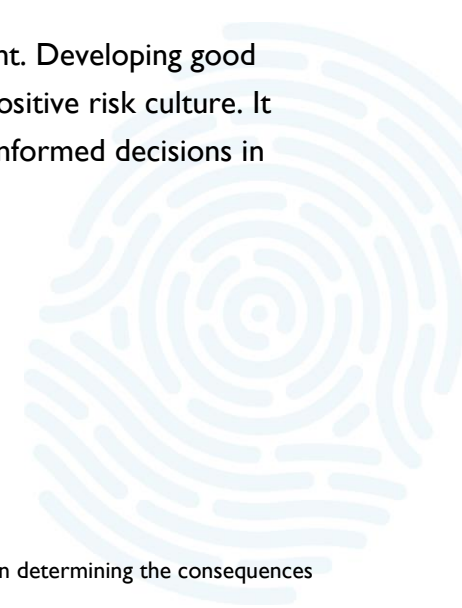 nt. Developing good
ositive risk culture. It
nformed decisions in
n determining the consequences